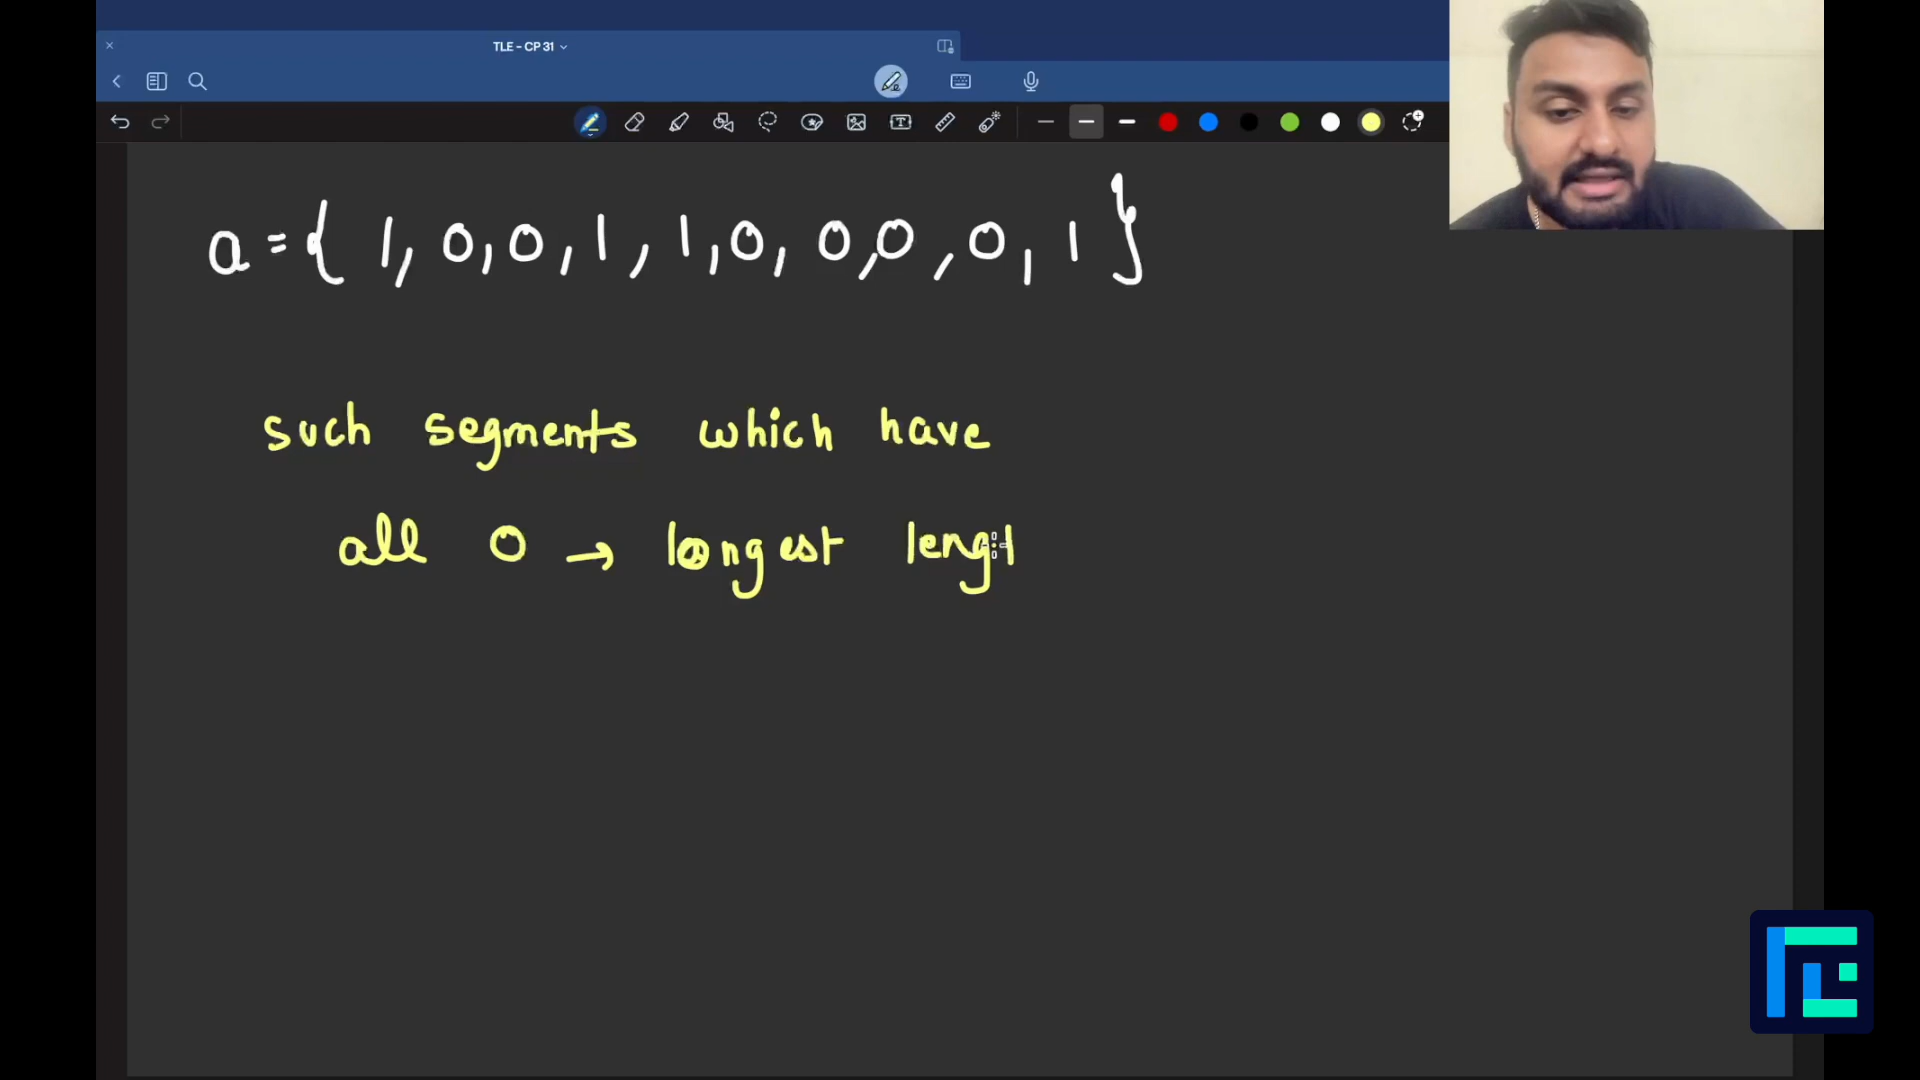 TLE - CP 31
a = { 1, 0, 0, 1, 1, 0, 0, 0, 0, 1 }
such segments which have
all 0 → longest lengt